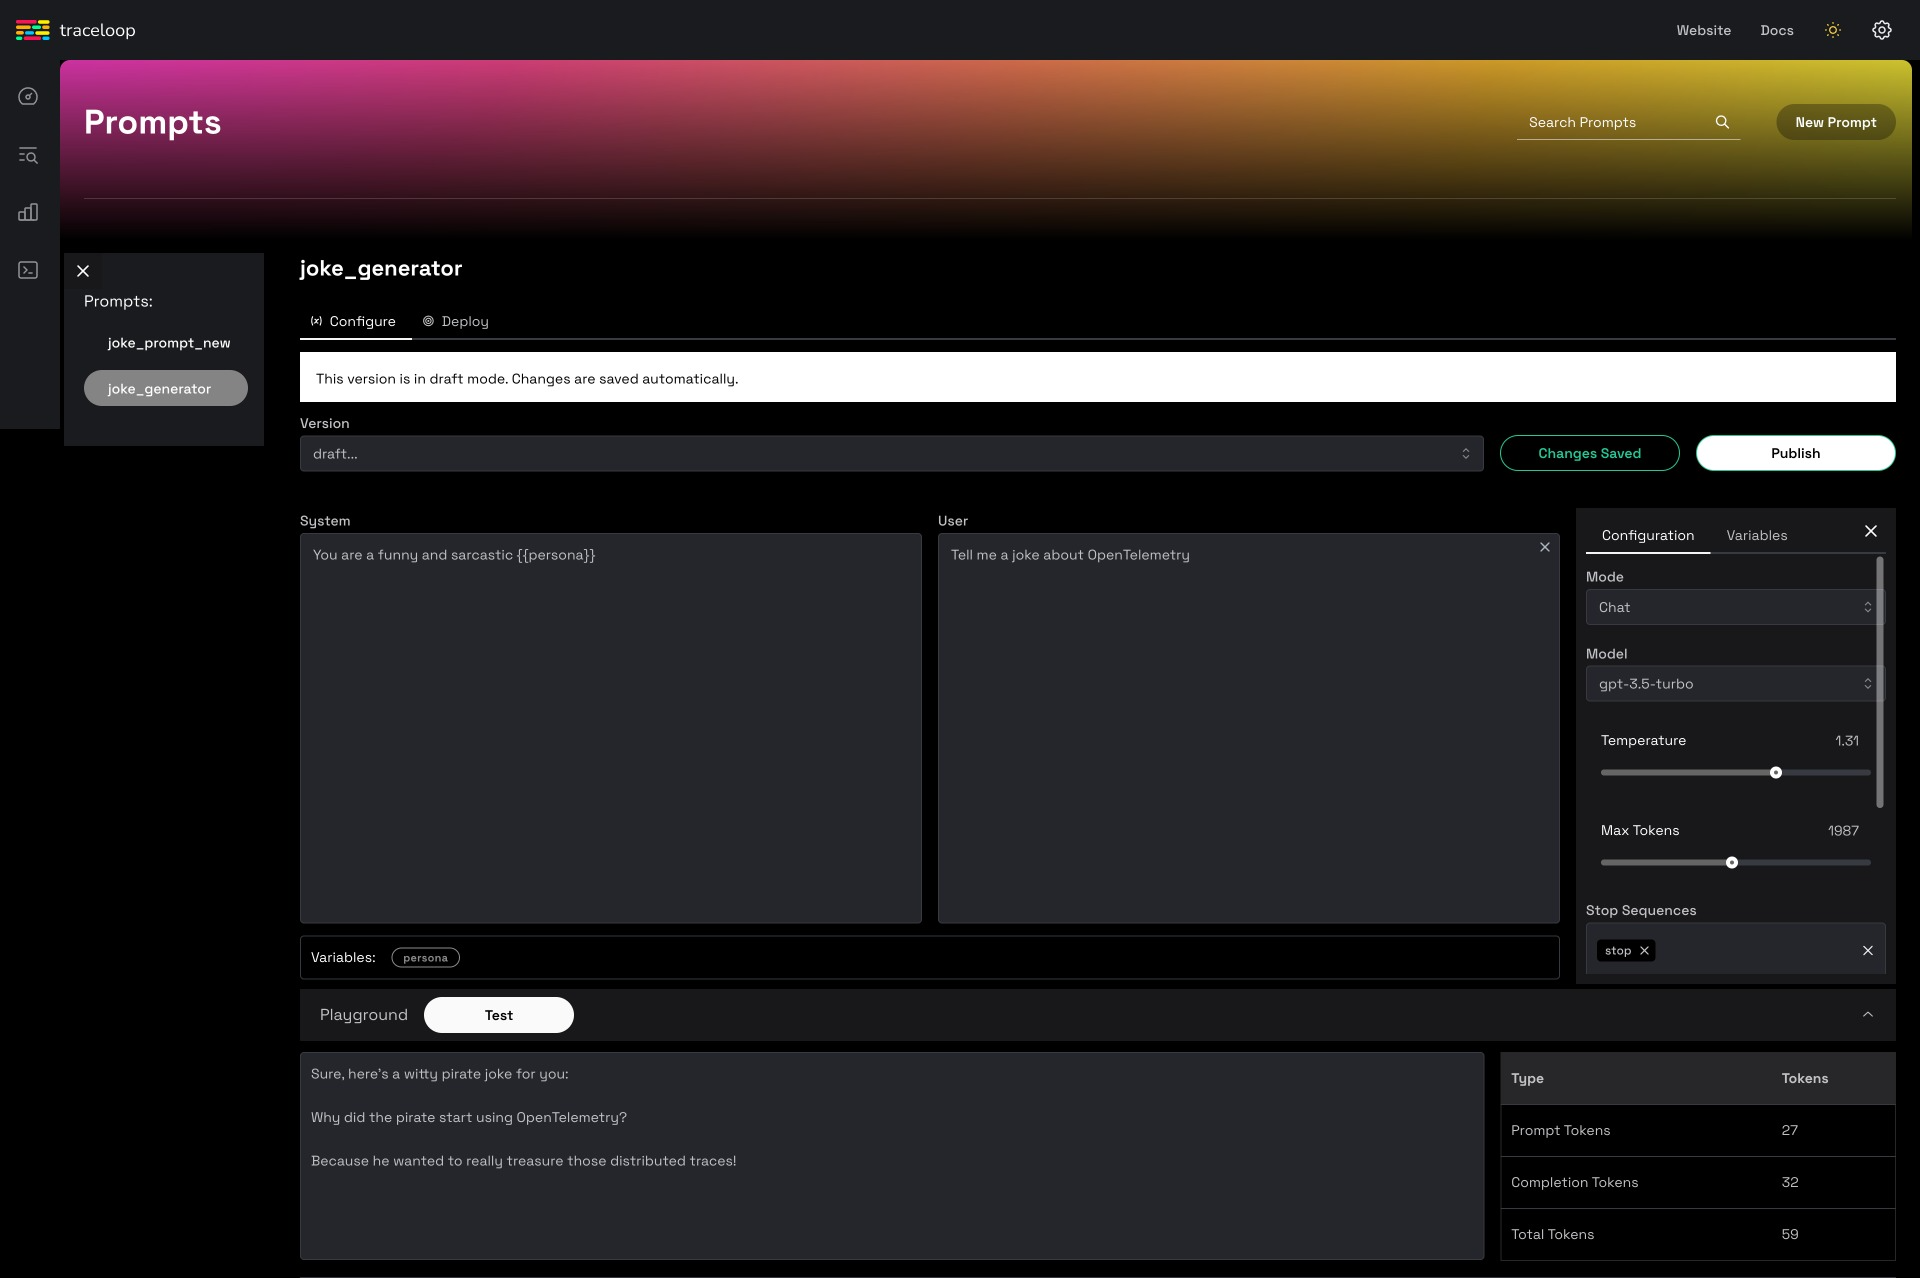 traceloop
Website
Docs
Prompts
Search Prompts
New Prompt
Prompts:
joke_prompt_new
joke_generator
joke_generator
(x) Configure
Deploy
This version is in draft mode. Changes are saved automatically.
Version
draft...
Changes Saved
Publish
System
You are a funny and sarcastic {{persona}}
User
Tell me a joke about OpenTelemetry
Variables: persona
Configuration
Variables
Mode
Chat
Model
gpt-3.5-turbo
Temperature 1.31
Max Tokens 1987
Stop Sequences
stop
Playground
Test
Sure, here's a witty pirate joke for you:
Why did the pirate start using OpenTelemetry?
Because he wanted to really treasure those distributed traces!
Type Tokens
Prompt Tokens 27
Completion Tokens 32
Total Tokens 59